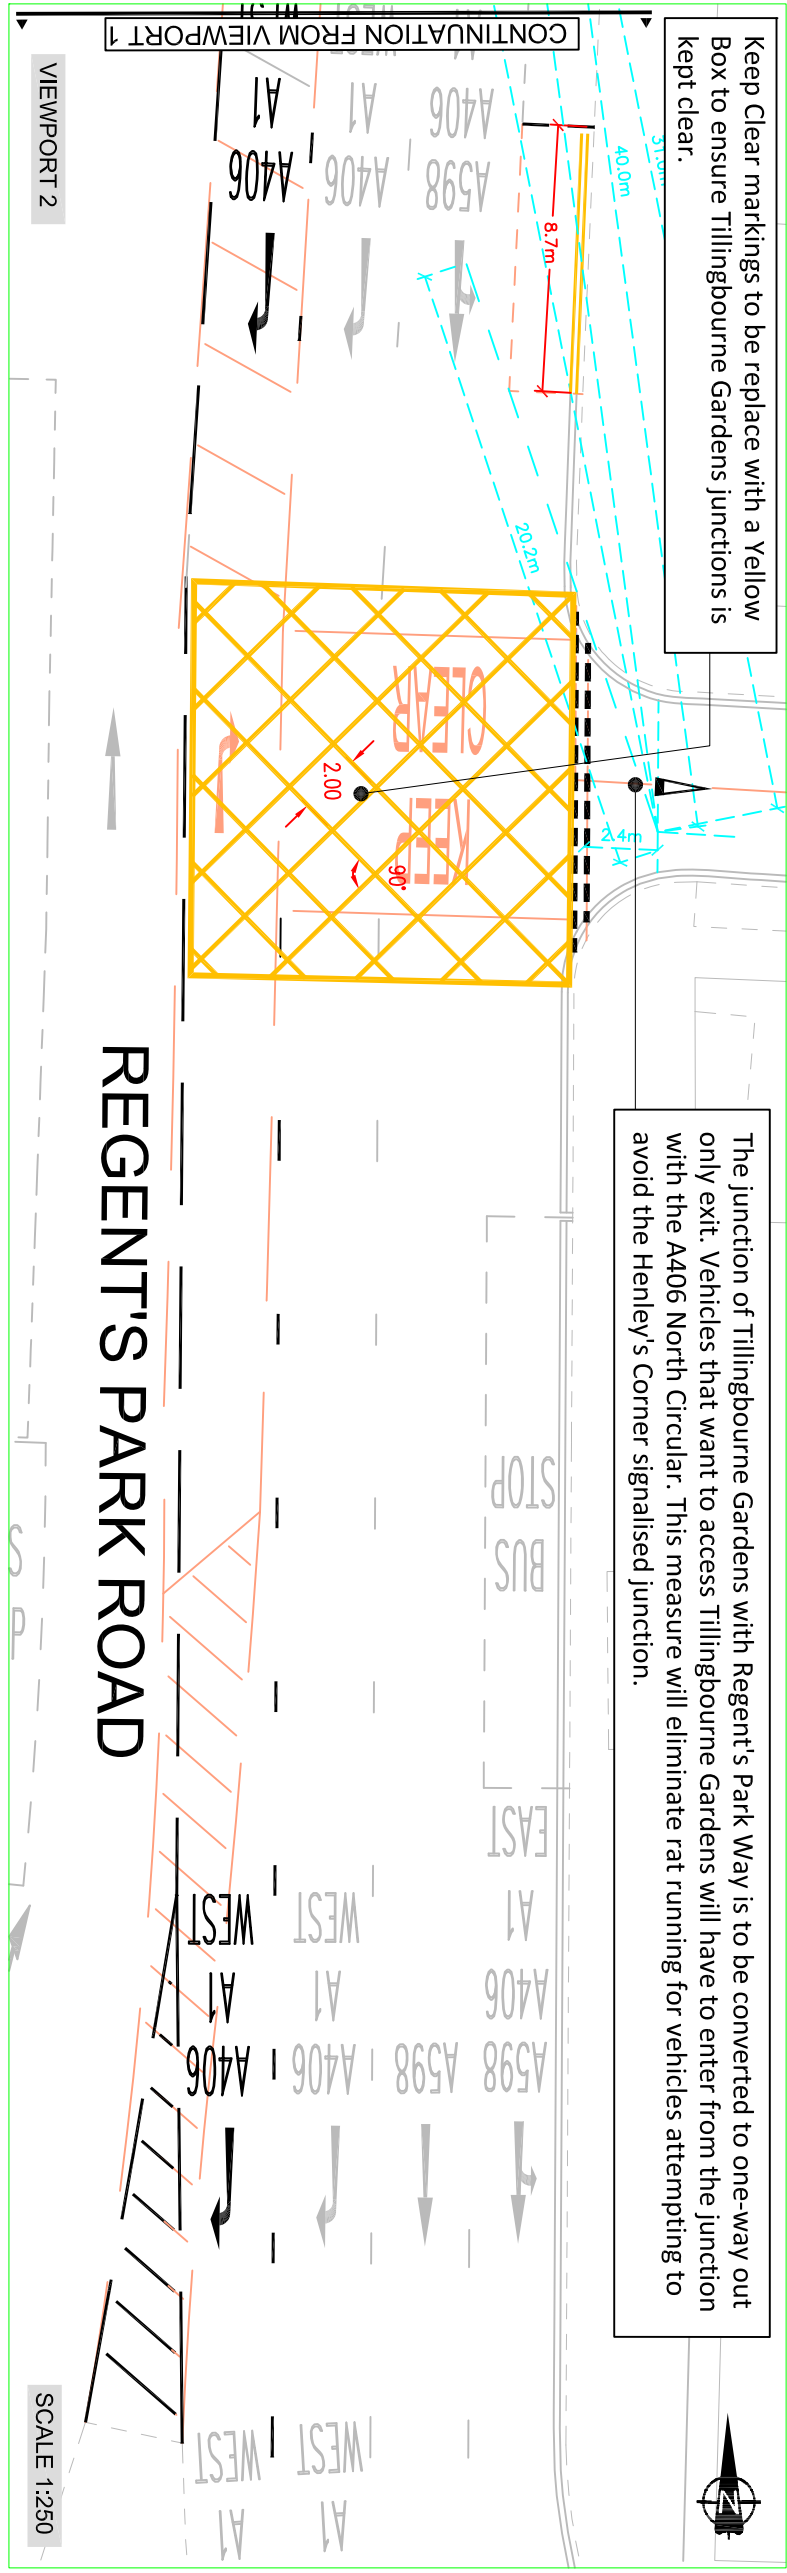 Keep Clear markings to be replace with a Yellow
Box to ensure Tillingbourne Gardens junctions is
kept clear.
The junction of Tillingbourne Gardens with Regent's Park Way is to be converted to one-way out
only exit. Vehicles that want to access Tillingbourne Gardens will have to enter from the junction
with the A406 North Circular. This measure will eliminate rat running for vehicles attempting to
avoid the Henley's Corner signalised junction.
CONTINUATION FROM VIEWPORT 1
VIEWPORT 2
SCALE 1:250
REGENT'S PARK ROAD
40.0m
20.2m
2.4m
8.7m
2.00
90°
KEEP
CLEAR
A406
A1
A406
A1
A598
A406
BUS
STOP
A406
A1
WEST
A406
A1
WEST
A598
A598
A406
A1
EAST
A1
WEST
A1
WEST
N